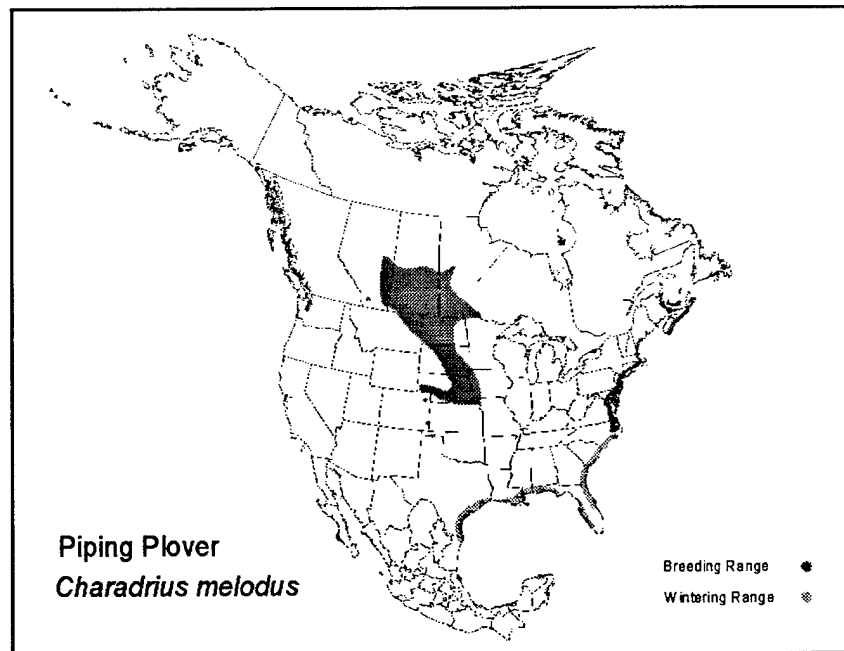 Piping Plover
Charadrius melodus
Breeding Range
Wintering Range